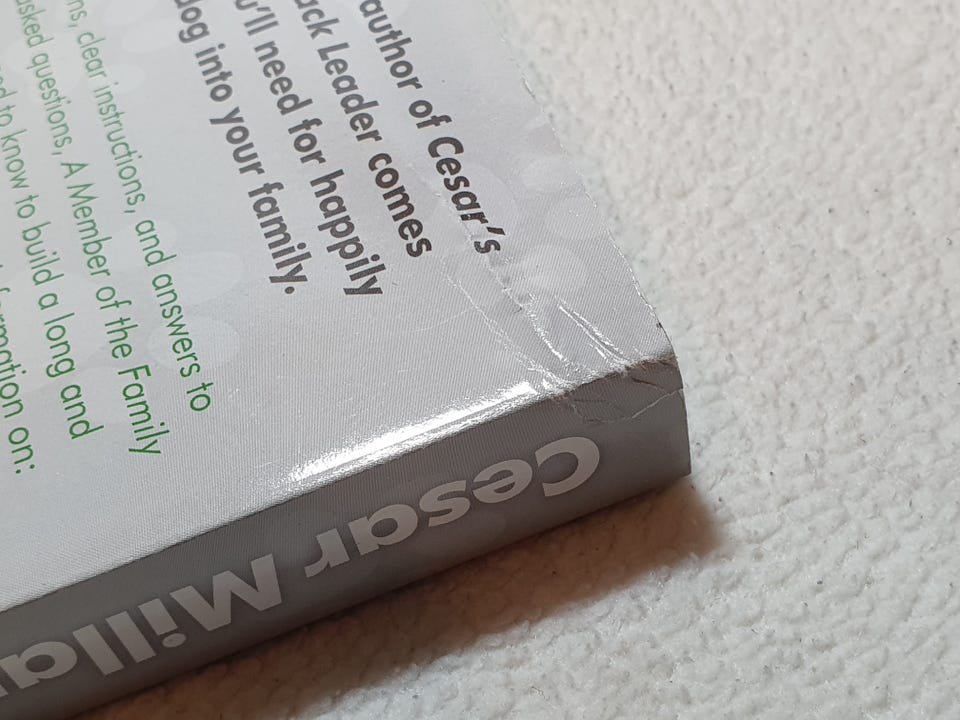 author of Cesar's
ack Leader comes
u'll need for happily
dog into your family.
ns, clear instructions, and answers to
asked questions, A Member of the Family
ed to know to build a long and
rmation on:
Cesar Milla